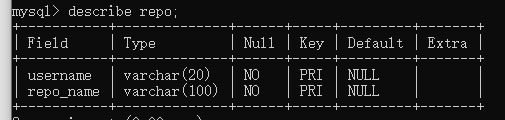 mysql> describe repo;
+-----------+--------------+------+-----+---------+-------+
| Field     | Type         | Null | Key | Default | Extra |
+-----------+--------------+------+-----+---------+-------+
| username  | varchar(20)  | NO   | PRI | NULL    |       |
| repo_name | varchar(100) | NO   | PRI | NULL    |       |
+-----------+--------------+------+-----+---------+-------+